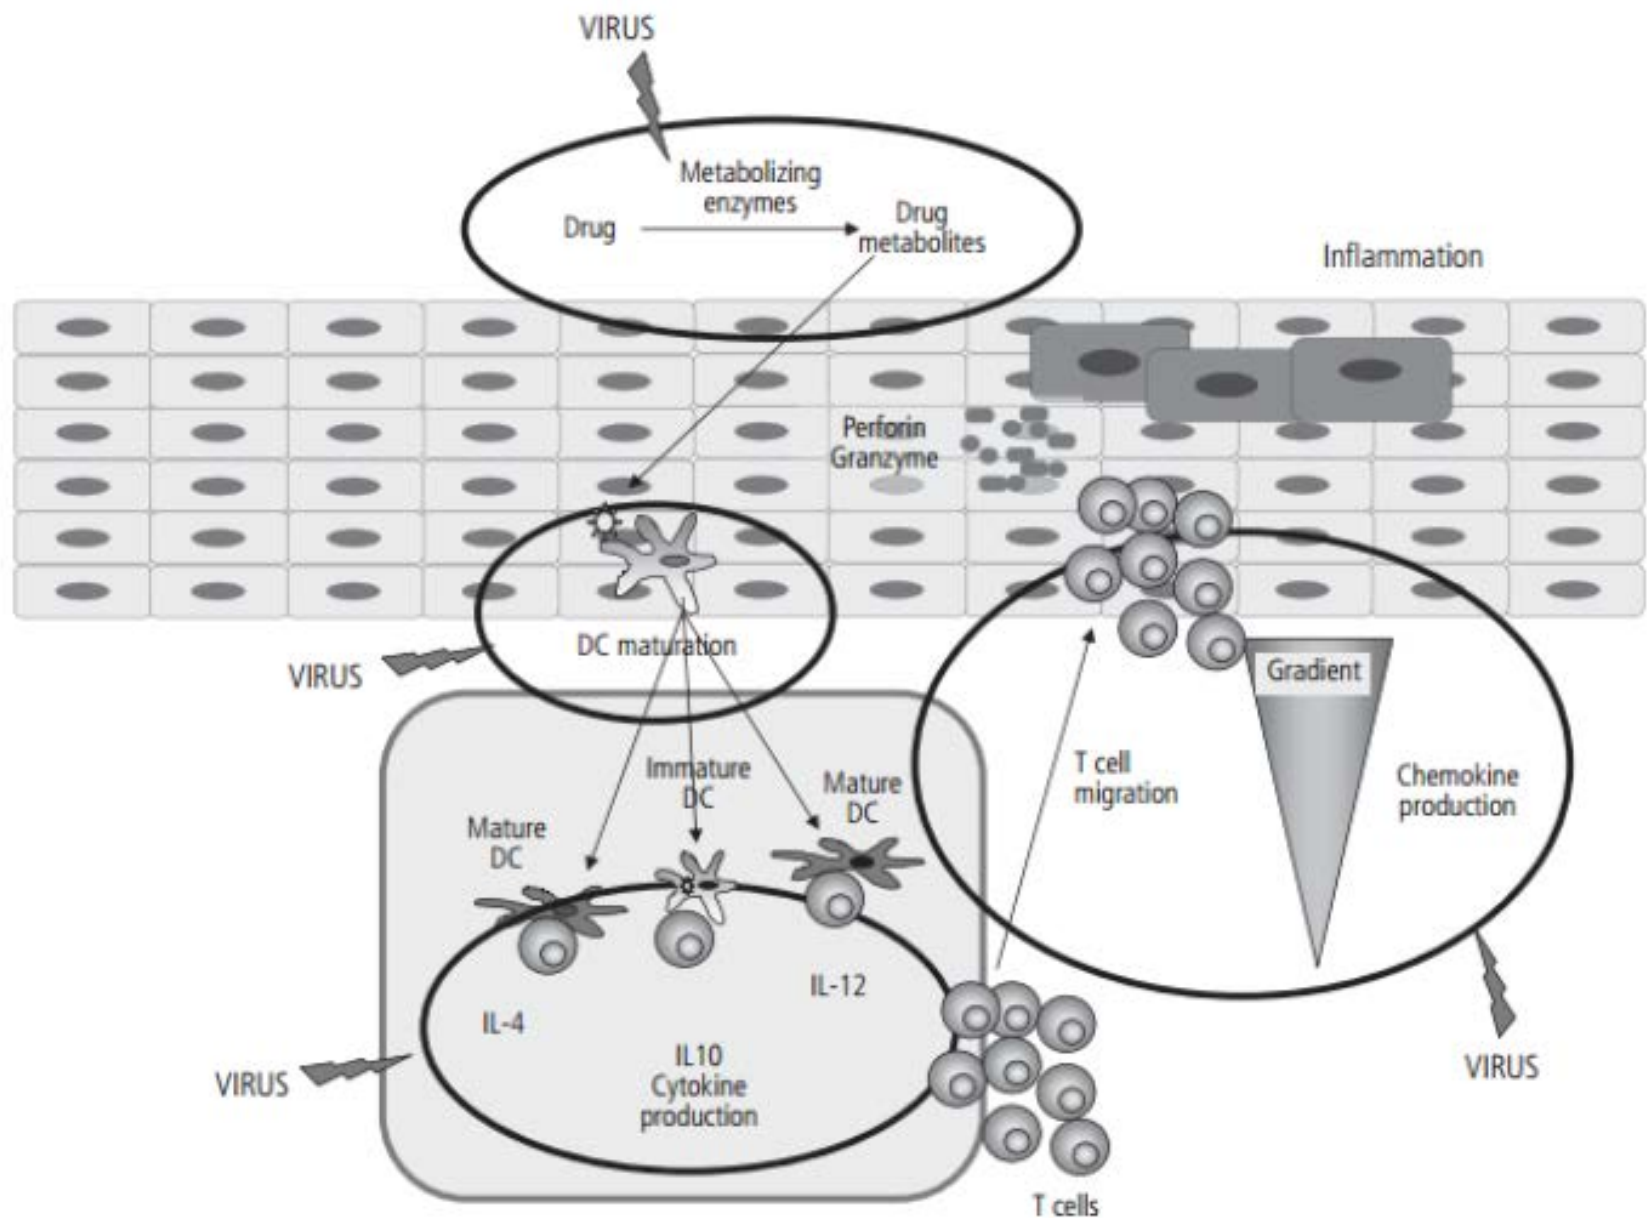 VIRUS
Metabolizing
enzymes
Drug
Drug
metabolites
Inflammation
Perforin
Granzyme
DC maturation
VIRUS
Gradient
Immature
DC
Mature
DC
T cell
migration
Chemokine
production
Mature
DC
IL-12
IL-4
IL10
Cytokine
production
VIRUS
VIRUS
T cells